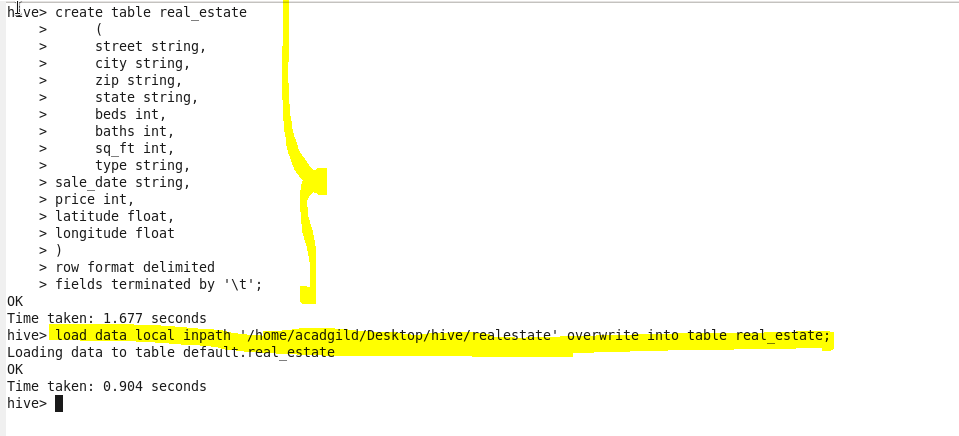 hive> create table real_estate
    >      (
    >      street string,
    >      city string,
    >      zip string,
    >      state string,
    >      beds int,
    >      baths int,
    >      sq_ft int,
    >      type string,
    > sale_date string,
    > price int,
    > latitude float,
    > longitude float
    > )
    > row format delimited
    > fields terminated by '\t';
OK
Time taken: 1.677 seconds
hive> load data local inpath '/home/acadgild/Desktop/hive/realestate' overwrite into table real_estate;
Loading data to table default.real_estate
OK
Time taken: 0.904 seconds
hive>